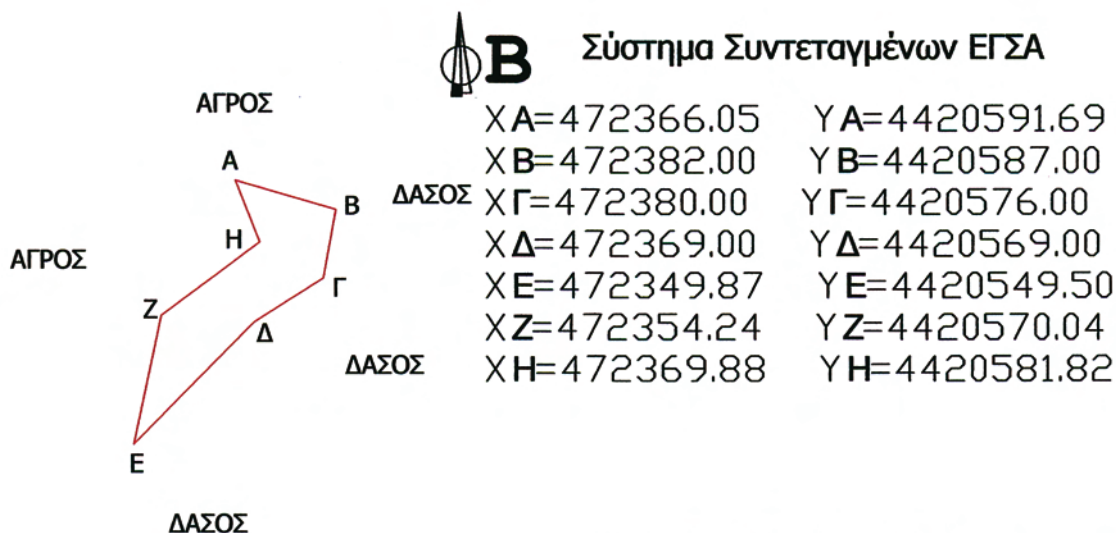 Β Σύστημα Συντεταγμένων ΕΓΣΑ
ΑΓΡΟΣ
Α
Β
ΔΑΣΟΣ
Η
ΑΓΡΟΣ
Γ
Ζ
Δ
ΔΑΣΟΣ
Ε
ΔΑΣΟΣ
ΧΑ=472366.05 ΥΑ=4420591.69
ΧΒ=472382.00 ΥΒ=4420587.00
ΧΓ=472380.00 ΥΓ=4420576.00
ΧΔ=472369.00 ΥΔ=4420569.00
ΧΕ=472349.87 ΥΕ=4420549.50
ΧΖ=472354.24 ΥΖ=4420570.04
ΧΗ=472369.88 ΥΗ=4420581.82